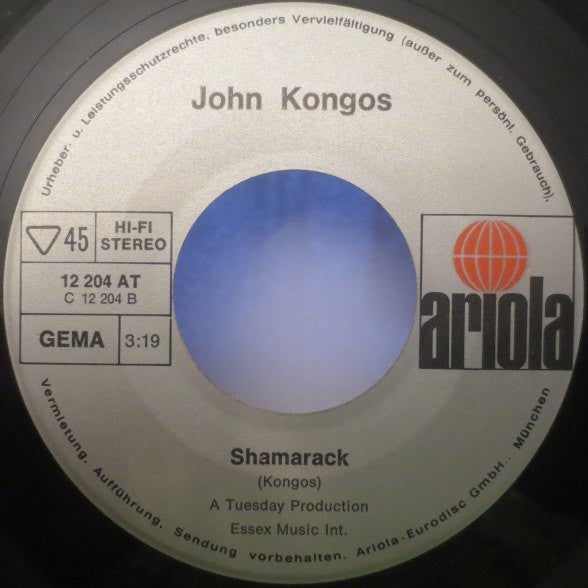 Urheber. u. Leistungsschutzrechte, besonders Vervielfältigung (außer zum persönl. Gebrauch),
John Kongos
45
HI-FI
STEREO
12 204 AT
C 12 204 B
GEMA
3:19
ariola
Shamarack
(Kongos)
A Tuesday Production
Essex Music Int.
Vermietung, Aufführung, Sendung vorbehalten. Ariola-Eurodisc GmbH., München